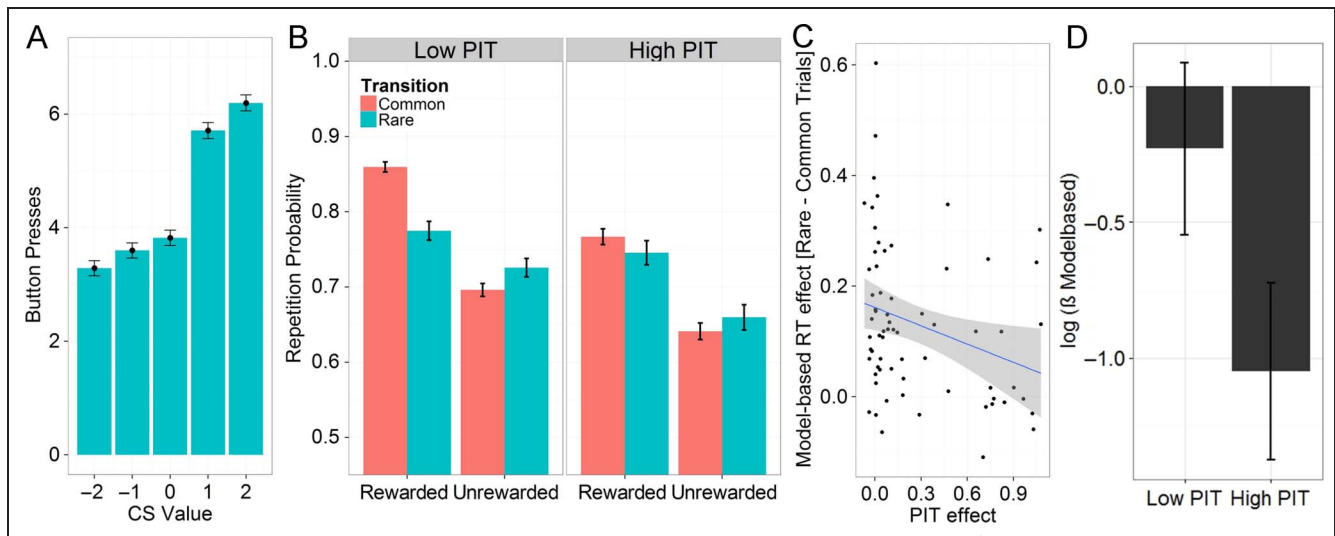 A
Button Presses
6
4
2
0
−2 −1 0 1 2
CS Value
B
Low PIT High PIT
Repetition Probability
1.0
0.9
0.8
0.7
0.6
0.5
Transition
Common
Rare
Rewarded Unrewarded Rewarded Unrewarded
C
Model-based RT effect [Rare - Common Trials]
0.6
0.4
0.2
0.0
0.0 0.3 0.6 0.9
PIT effect
D
log (ß Modelbased)
0.0
−0.5
−1.0
Low PIT High PIT